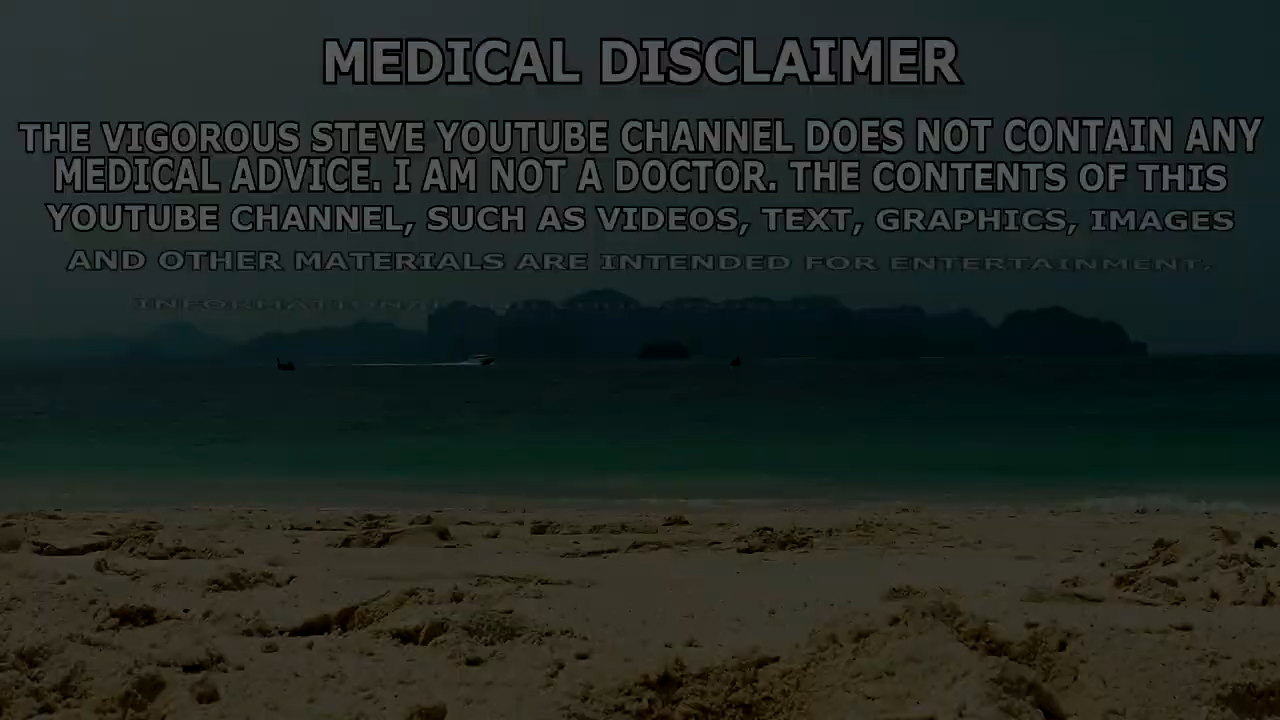 MEDICAL DISCLAIMER
THE VIGOROUS STEVE YOUTUBE CHANNEL DOES NOT CONTAIN ANY
MEDICAL ADVICE. I AM NOT A DOCTOR. THE CONTENTS OF THIS
YOUTUBE CHANNEL, SUCH AS VIDEOS, TEXT, GRAPHICS, IMAGES
AND OTHER MATERIALS ARE INTENDED FOR ENTERTAINMENT,
INFORMATIONAL